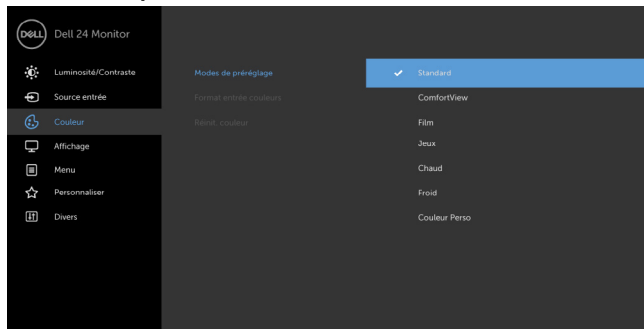 DELL Dell 24 Monitor
Luminosité/Contraste
Source entrée
Couleur
Affichage
Menu
Personnaliser
Divers
Modes de préréglage
Format entrée couleurs
Réinit. couleur
Standard
ComfortView
Film
Jeux
Chaud
Froid
Couleur Perso